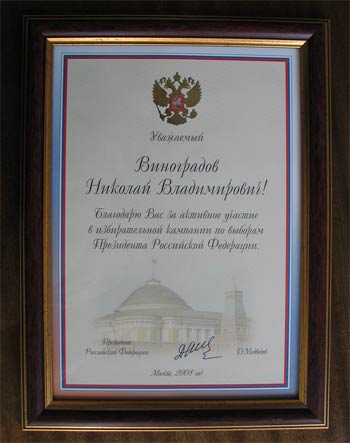 Уважаемый
Виноградов
Николай Владимирович!
Благодарю Вас за активное участие
в избирательной кампании по выборам
Президента Российской Федерации.
Президент
Российской Федерации
Д.Медведев
Москва, 2008 год